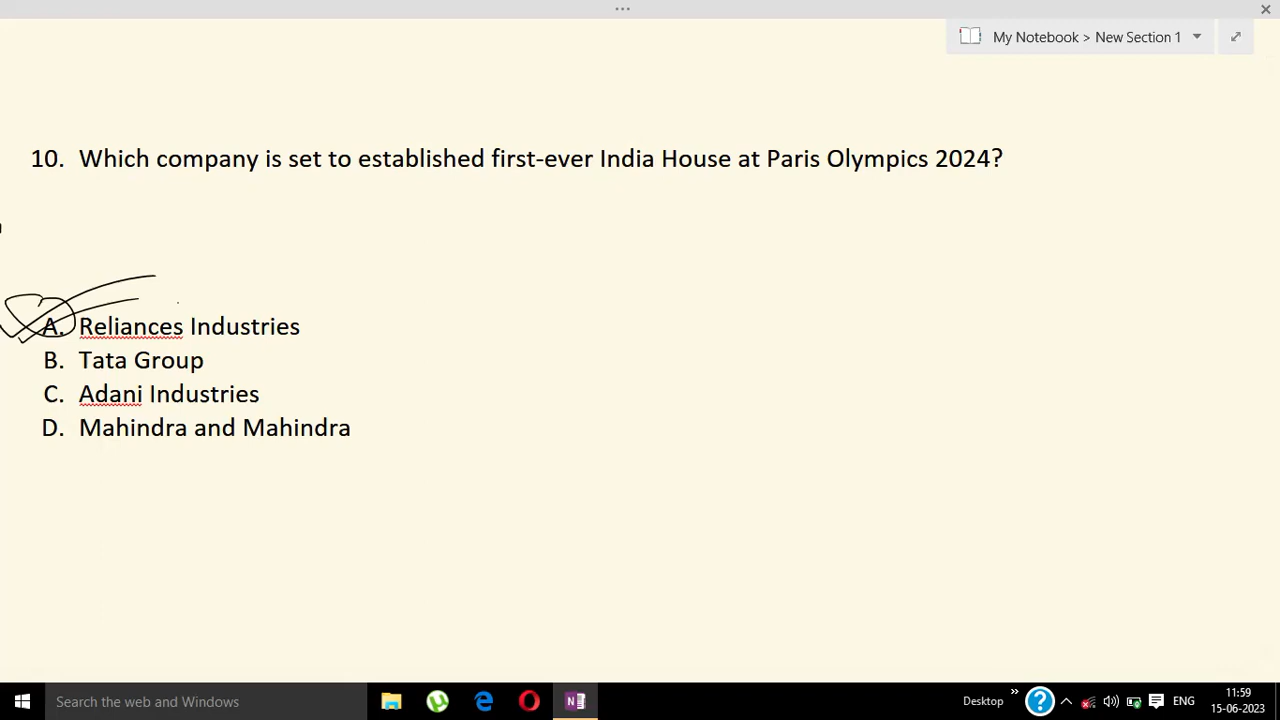 My Notebook > New Section 1
10. Which company is set to established first-ever India House at Paris Olympics 2024?
A. Reliances Industries
B. Tata Group
C. Adani Industries
D. Mahindra and Mahindra
Search the web and Windows
Desktop
ENG
11:59
15-06-2023